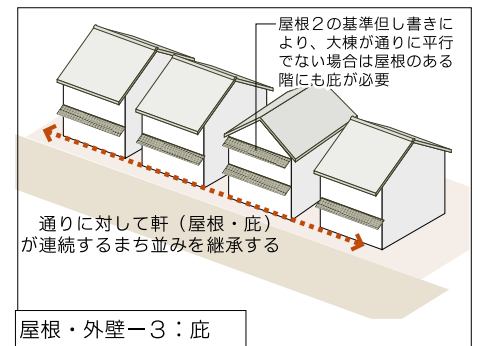 屋根２の基準但し書きに
より、大棟が通りに平行
でない場合は屋根のある
階にも庇が必要
通りに対して軒（屋根・庇）
が連続するまち並みを継承する
屋根・外壁ー３：庇